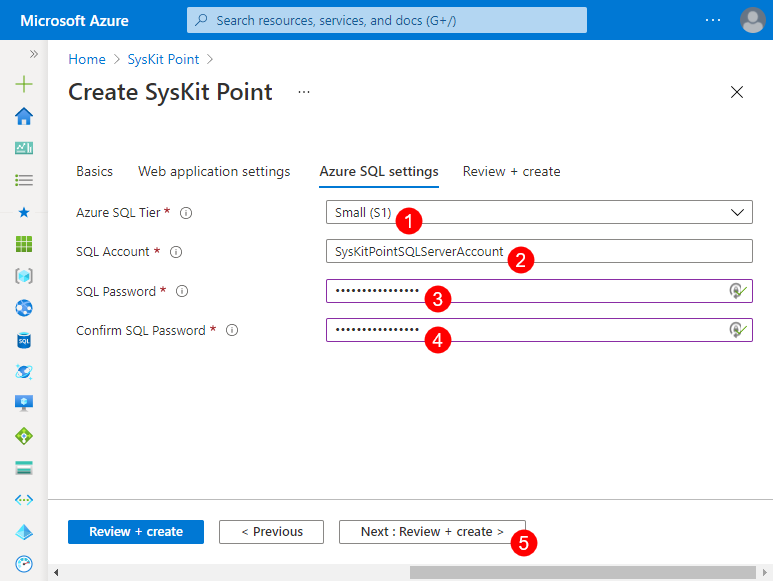 Microsoft Azure
Search resources, services, and docs (G+/)
...
»
Home > SysKit Point >
Create SysKit Point ...
Basics Web application settings Azure SQL settings Review + create
Azure SQL Tier * Small (S1)
1
SQL Account * SysKitPointSQLServerAccount
2
SQL Password * ••••••••••••••••
3
Confirm SQL Password * ••••••••••••••••
4
SQL
Review + create < Previous Next : Review + create >
5